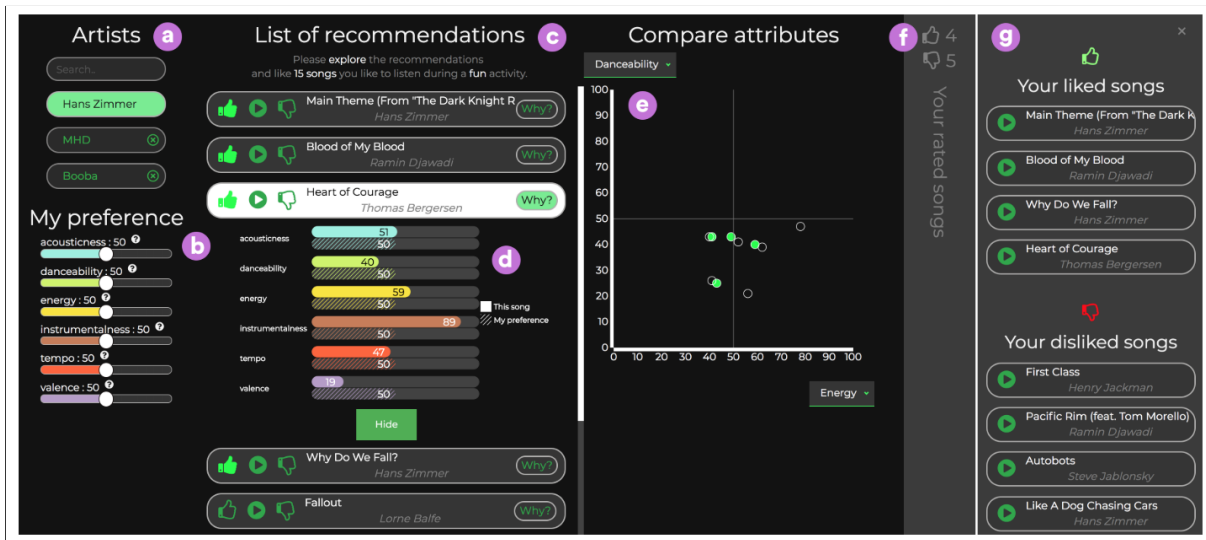 Artists
a
Search..
Hans Zimmer
MHD
Booba
My preference
b
acousticness : 50 ?
danceability : 50 ?
energy : 50 ?
instrumentalness : 50 ?
tempo : 50 ?
valence : 50 ?
List of recommendations
c
Please explore the recommendations
and like 15 songs you like to listen during a fun activity.
Main Theme (From "The Dark Knight R
Hans Zimmer
Why?
Blood of My Blood
Ramin Djawadi
Why?
Heart of Courage
Thomas Bergersen
Why?
d
acousticness
51
50
danceability
40
50
energy
59
50
instrumentalness
89
50
tempo
47
50
valence
19
50
This song
My preference
Hide
Why Do We Fall?
Hans Zimmer
Why?
Fallout
Lorne Balfe
Why?
Compare attributes
Danceability
e
100
90
80
70
60
50
40
30
20
10
0
0 10 20 30 40 50 60 70 80 90 100
Energy
f
4
5
Your rated songs
g
×
Your liked songs
Main Theme (From "The Dark K
Hans Zimmer
Blood of My Blood
Ramin Djawadi
Why Do We Fall?
Hans Zimmer
Heart of Courage
Thomas Bergersen
Your disliked songs
First Class
Henry Jackman
Pacific Rim (feat. Tom Morello)
Ramin Djawadi
Autobots
Steve Jablonsky
Like A Dog Chasing Cars
Hans Zimmer